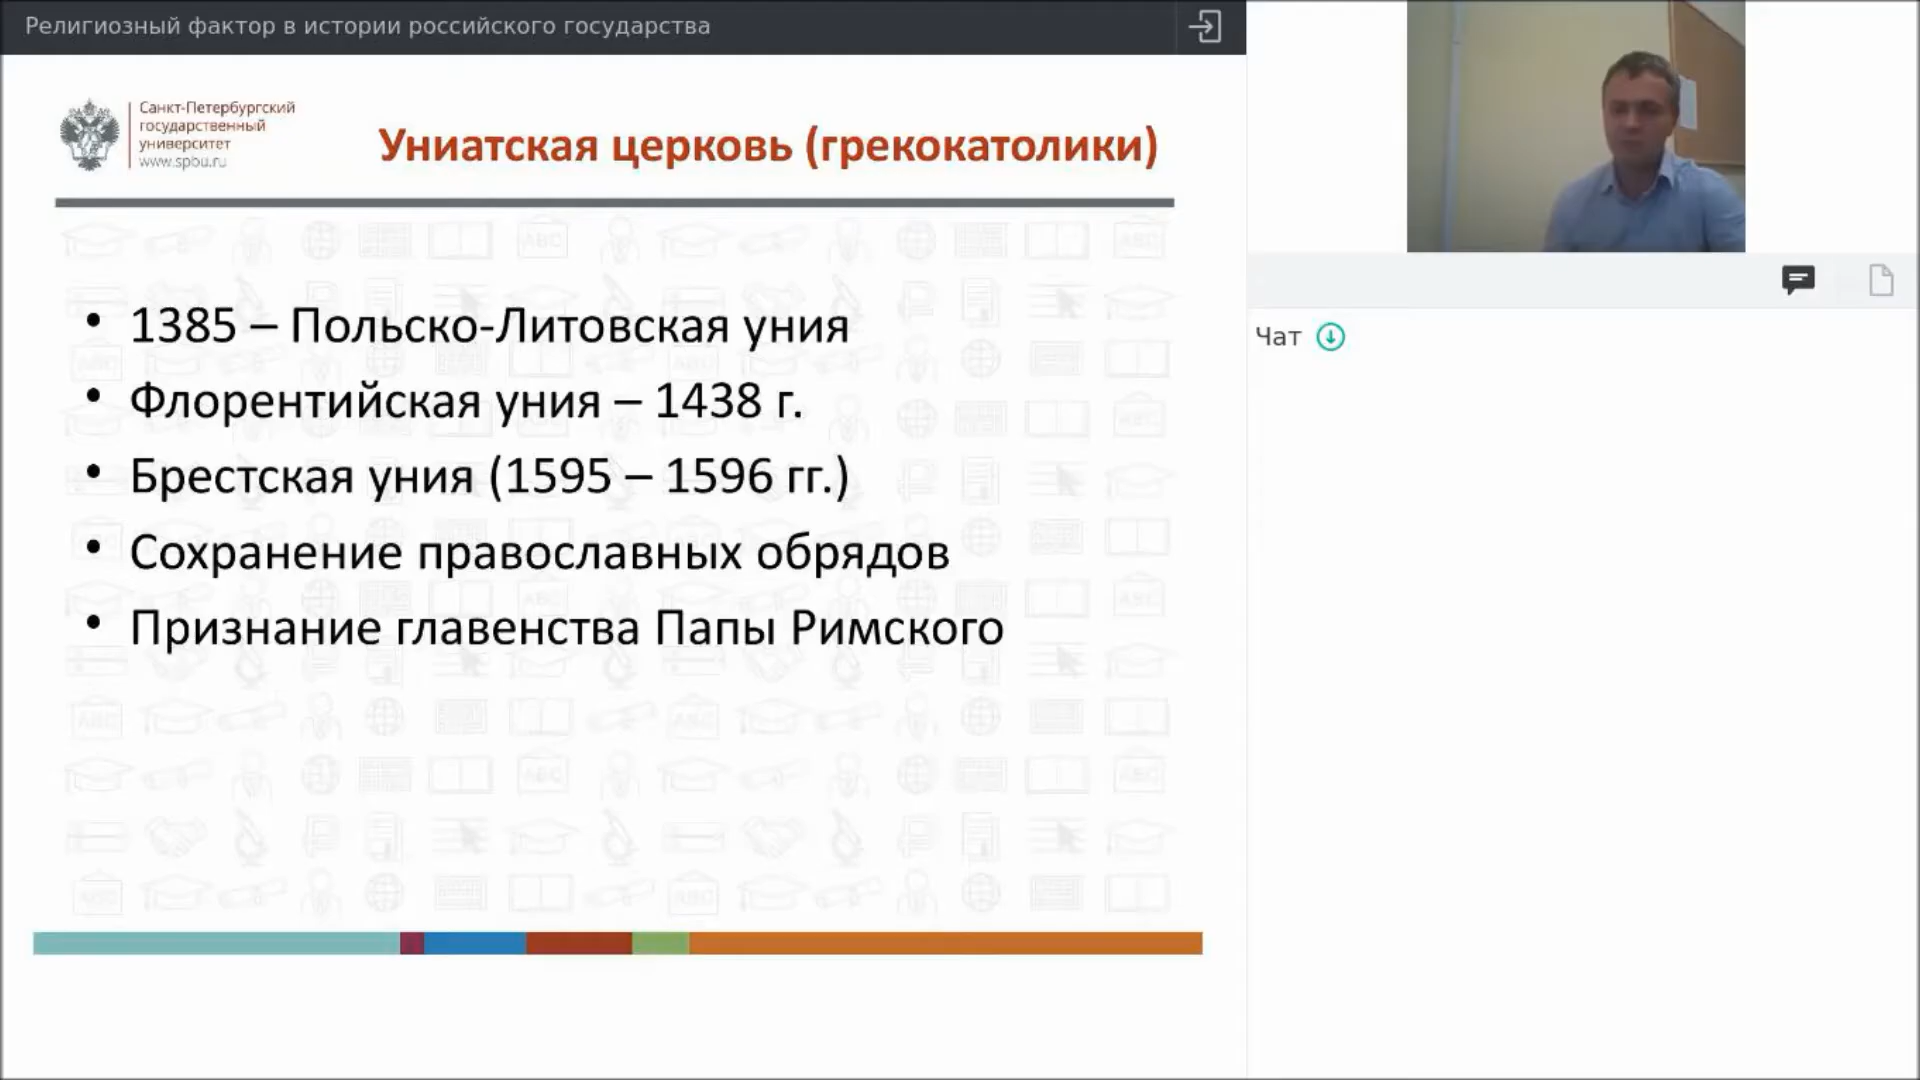 Религиозный фактор в истории российского государства
Санкт-Петербургский
государственный
университет
www.spbu.ru
Униатская церковь (грекокатолики)
• 1385 – Польско-Литовская уния
• Флорентийская уния – 1438 г.
• Брестская уния (1595 – 1596 гг.)
• Сохранение православных обрядов
• Признание главенства Папы Римского
Чат